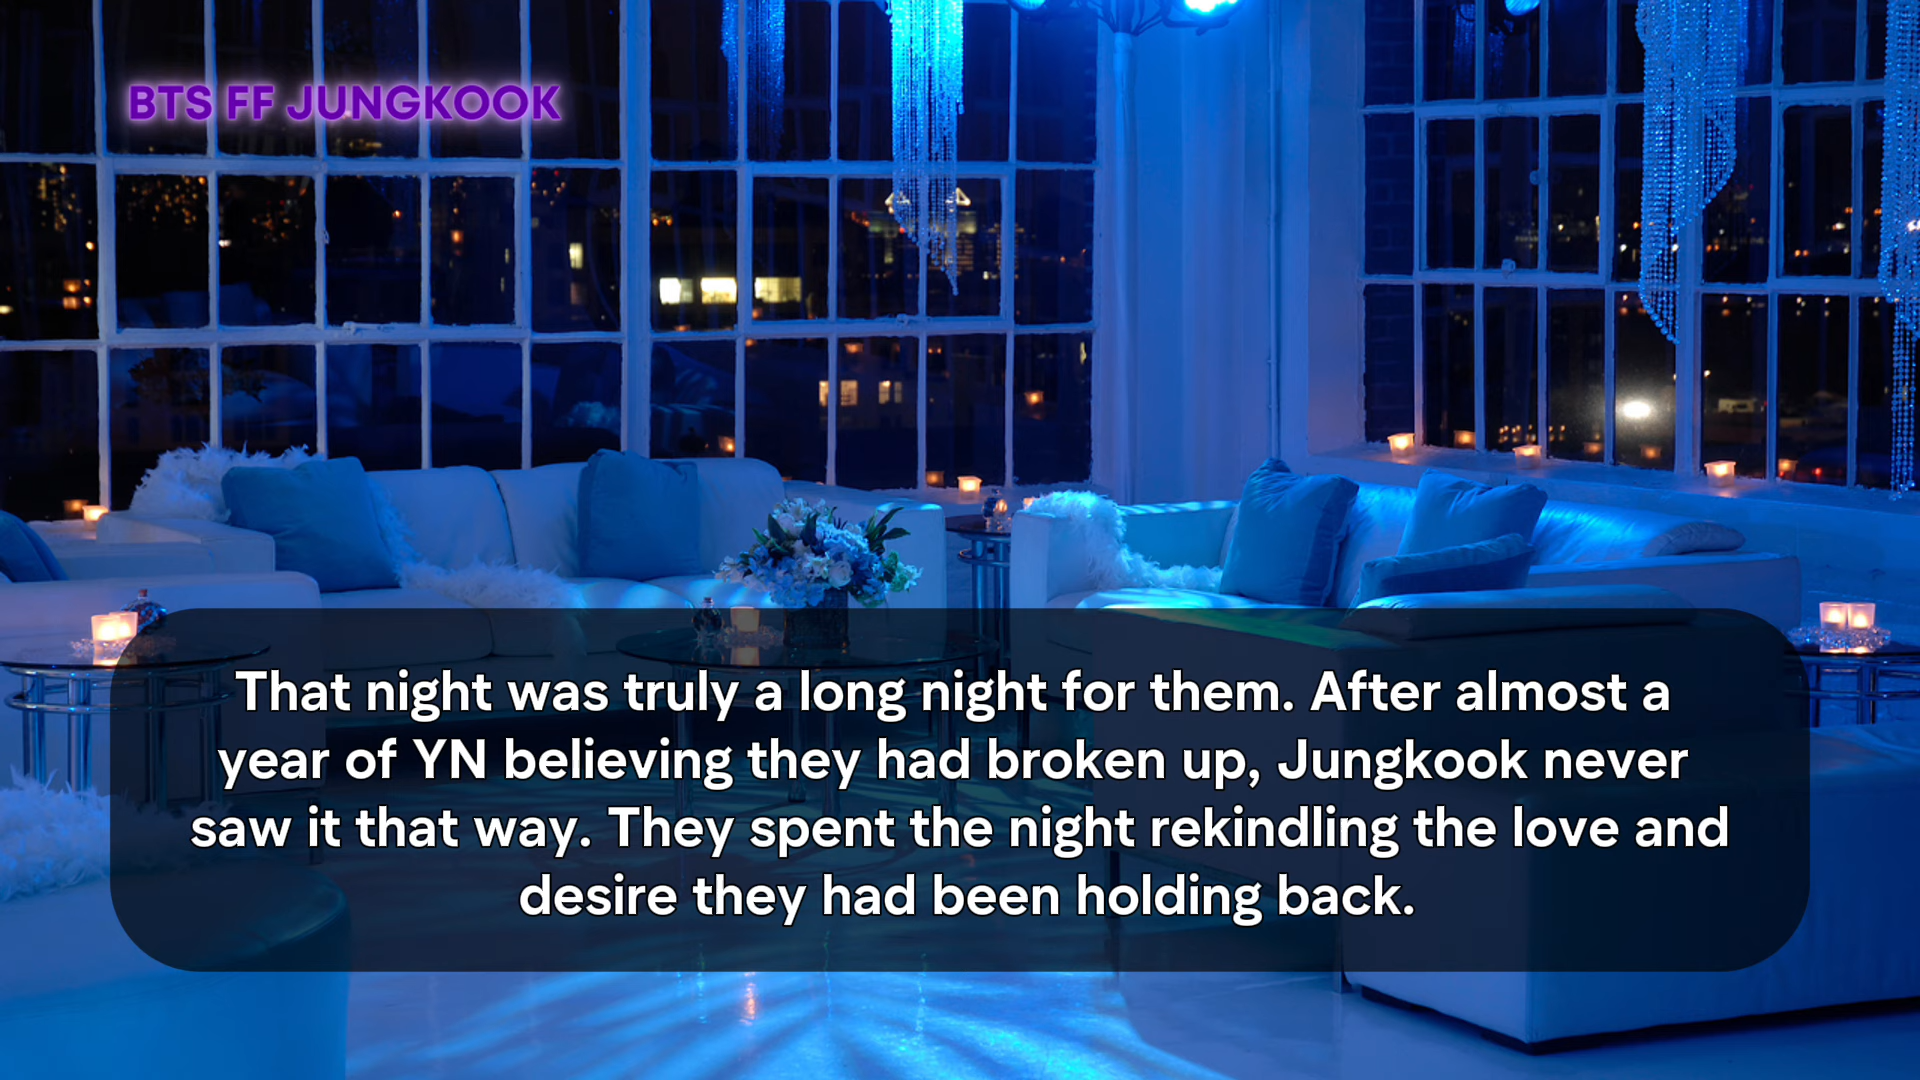 BTS FF JUNGKOOK
That night was truly a long night for them. After almost a
year of YN believing they had broken up, Jungkook never
saw it that way. They spent the night rekindling the love and
desire they had been holding back.